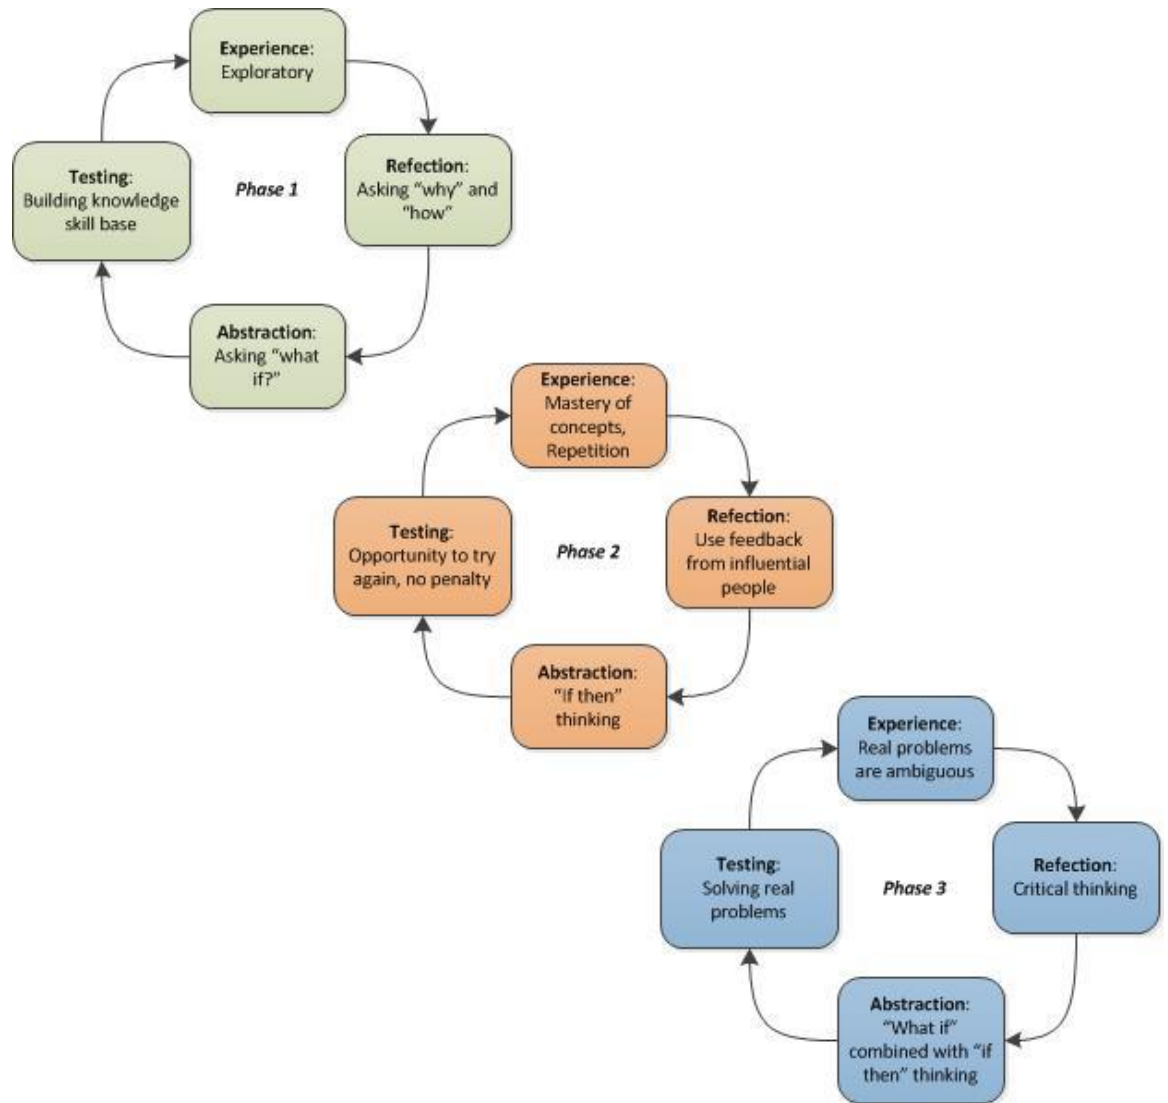 Experience:
Exploratory
Refection:
Asking “why” and
“how”
Abstraction:
Asking “what
if?”
Testing:
Building knowledge
skill base
Phase 1
Experience:
Mastery of
concepts,
Repetition
Refection:
Use feedback
from influential
people
Abstraction:
“If then”
thinking
Testing:
Opportunity to try
again, no penalty
Phase 2
Experience:
Real problems
are ambiguous
Refection:
Critical thinking
Abstraction:
“What if”
combined with “if
then” thinking
Testing:
Solving real
problems
Phase 3